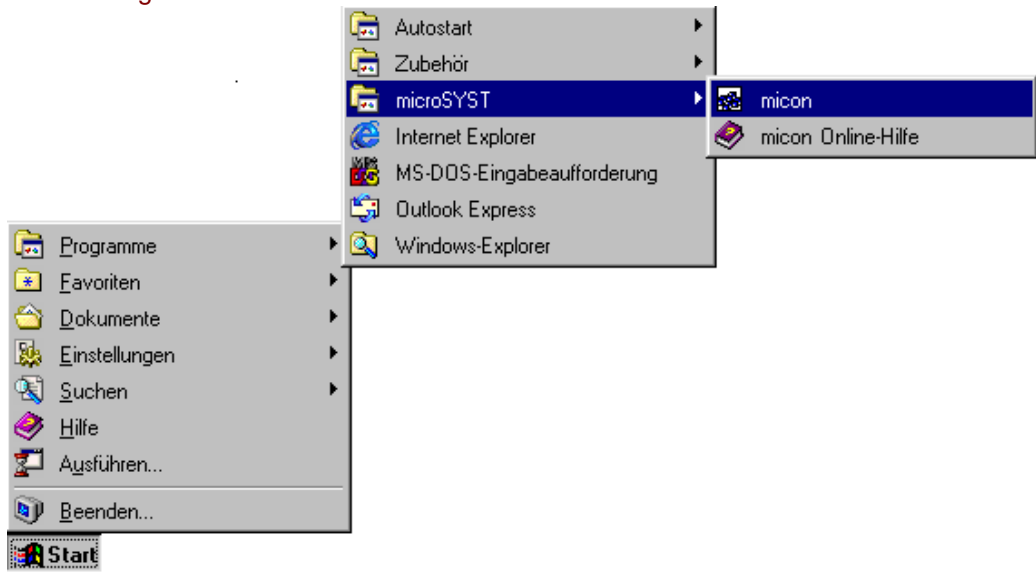 Autostart
Zubehör
microSYST
Internet Explorer
MS-DOS-Eingabeaufforderung
Outlook Express
Windows-Explorer
micon
micon Online-Hilfe
Programme
Favoriten
Dokumente
Einstellungen
Suchen
Hilfe
Ausführen...
Beenden...
Start